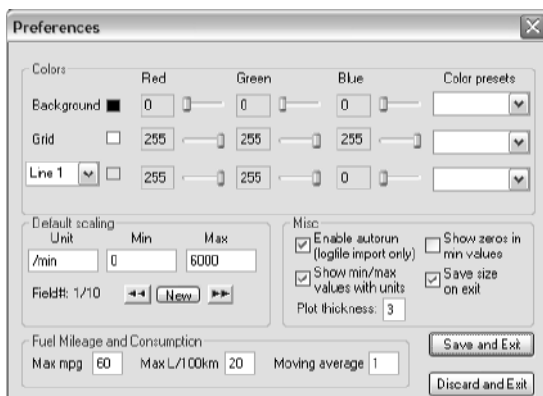 Preferences
Colors
Red Green Blue Color presets
Background 0 0 0
Grid 255 255 255
Line 1 255 255 0
Default scaling
Unit Min Max
/min 0 6000
Field#: 1/10 New
Misc
Enable autorun
(logfile import only)
Show zeros in
min values
Show min/max
values with units
Save size
on exit
Plot thickness: 3
Fuel Mileage and Consumption
Max mpg 60 Max L/100km 20 Moving average 1
Save and Exit
Discard and Exit